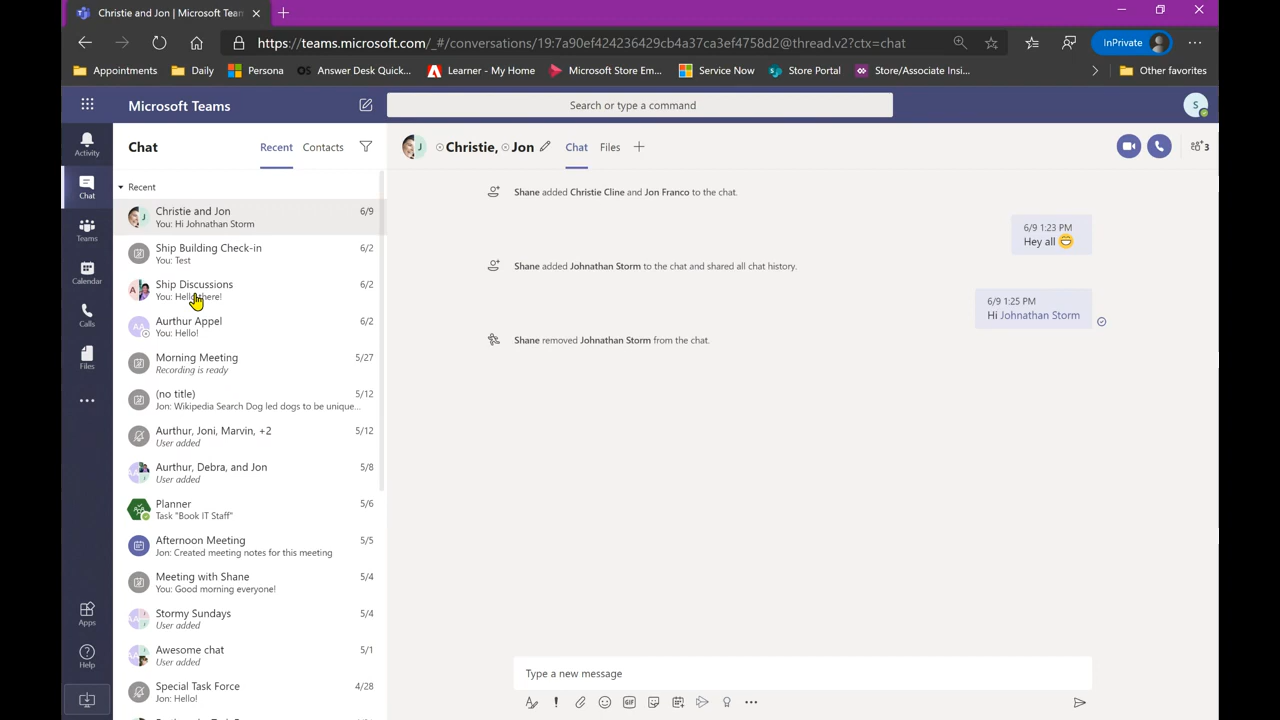 Christie and Jon | Microsoft Teams
https://teams.microsoft.com/_#/conversations/19:7a90ef424236429cb4a37ca3ef4758d2@thread.v2?ctx=chat
InPrivate
Appointments
Daily
Persona
Answer Desk Quick...
Learner - My Home
Microsoft Store Em...
Service Now
Store Portal
Store/Associate Insi...
Other favorites
Microsoft Teams
Search or type a command
S
Activity
Chat
Teams
Calendar
Calls
Files
Apps
Help
Chat
Recent
Contacts
Recent
Christie and Jon 6/9
You: Hi Johnathan Storm
Ship Building Check-in 6/2
You: Test
Ship Discussions 6/2
You: Hello there!
Aurthur Appel 6/2
You: Hello!
Morning Meeting 5/27
Recording is ready
(no title) 5/12
Jon: Wikipedia Search Dog led dogs to be unique...
Aurthur, Joni, Marvin, +2 5/12
User added
Aurthur, Debra, and Jon 5/8
User added
Planner 5/6
Task "Book IT Staff"
Afternoon Meeting 5/5
Jon: Created meeting notes for this meeting
Meeting with Shane 5/4
You: Good morning everyone!
Stormy Sundays 5/4
User added
Awesome chat 5/1
User added
Special Task Force 4/28
Jon: Hello!
J
Christie, Jon
Chat
Files
3
Shane added Christie Cline and Jon Franco to the chat.
6/9 1:23 PM
Hey all 😁
Shane added Johnathan Storm to the chat and shared all chat history.
6/9 1:25 PM
Hi Johnathan Storm
Shane removed Johnathan Storm from the chat.
Type a new message
GIF